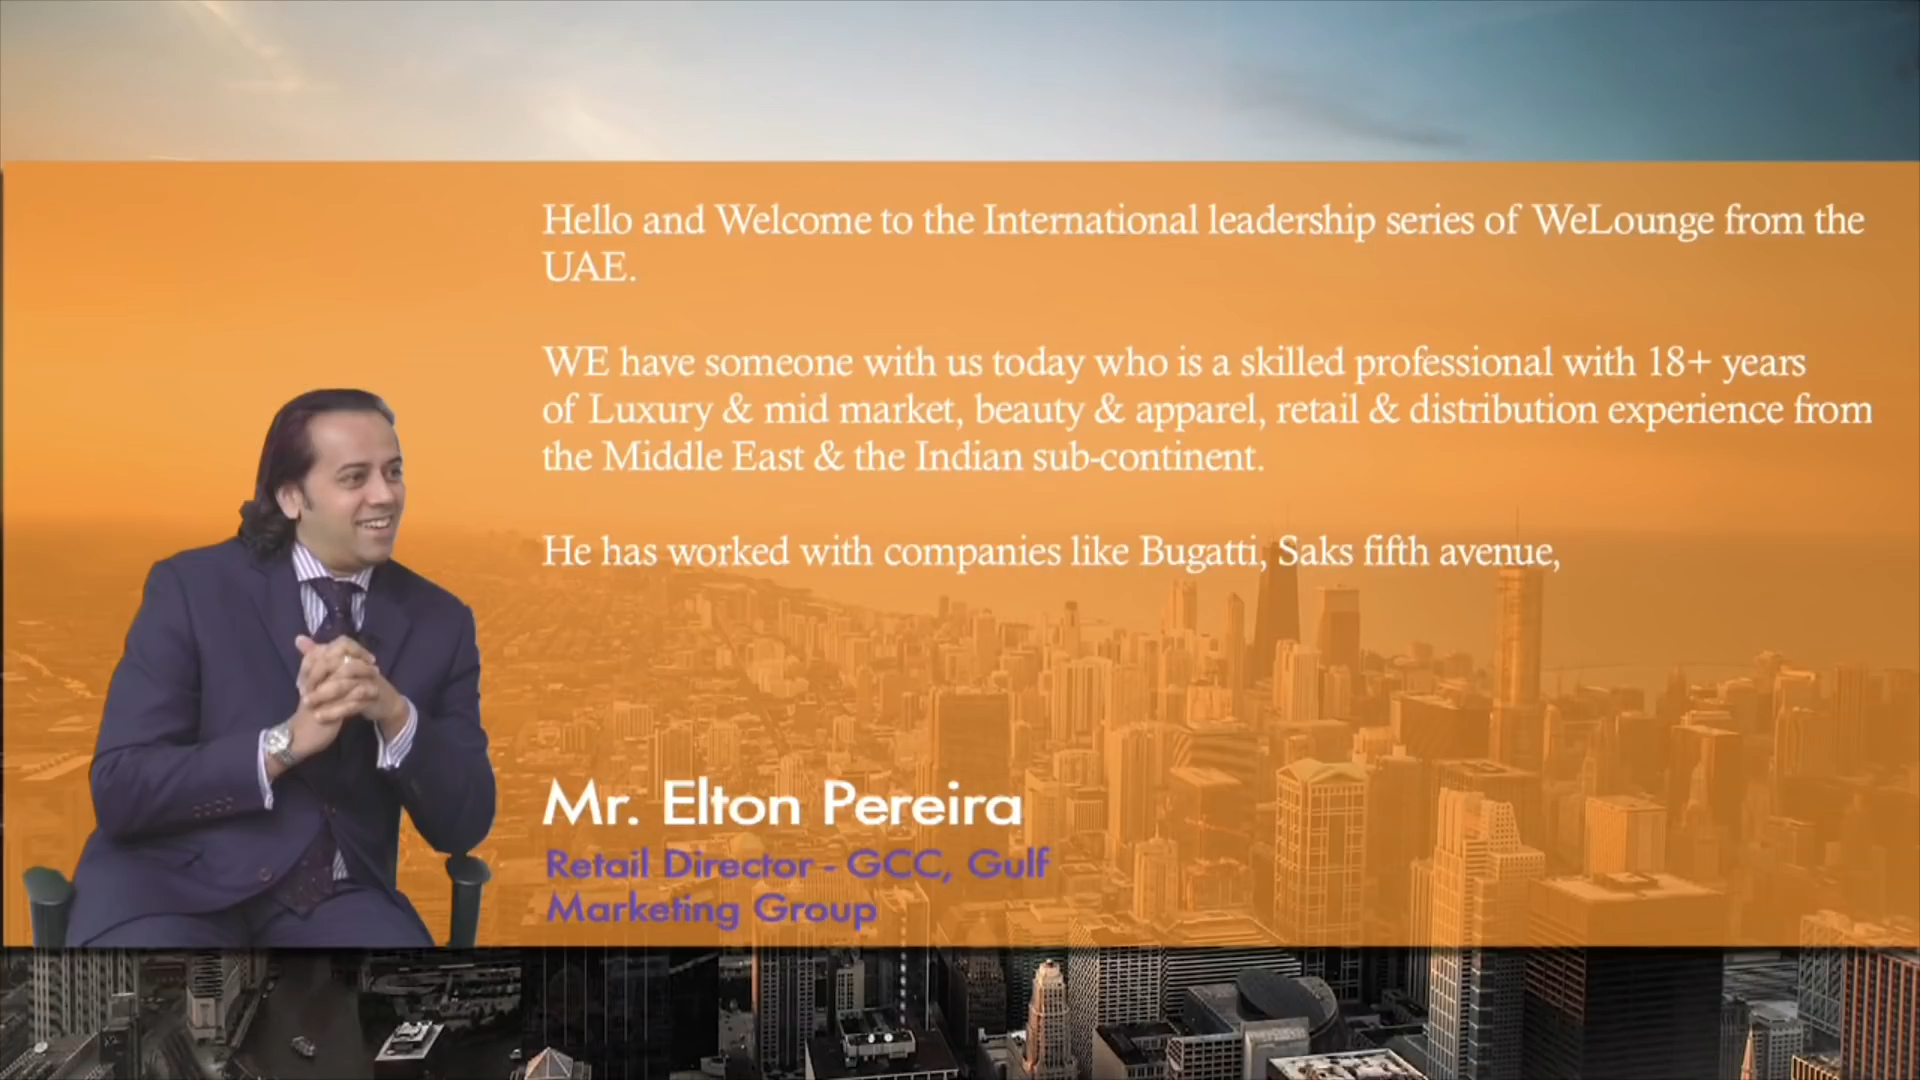 Hello and Welcome to the International leadership series of WeLounge from the
UAE.
WE have someone with us today who is a skilled professional with 18+ years
of Luxury & mid market, beauty & apparel, retail & distribution experience from
the Middle East & the Indian sub-continent.
He has worked with companies like Bugatti, Saks fifth avenue,
Mr. Elton Pereira
Retail Director - GCC, Gulf
Marketing Group